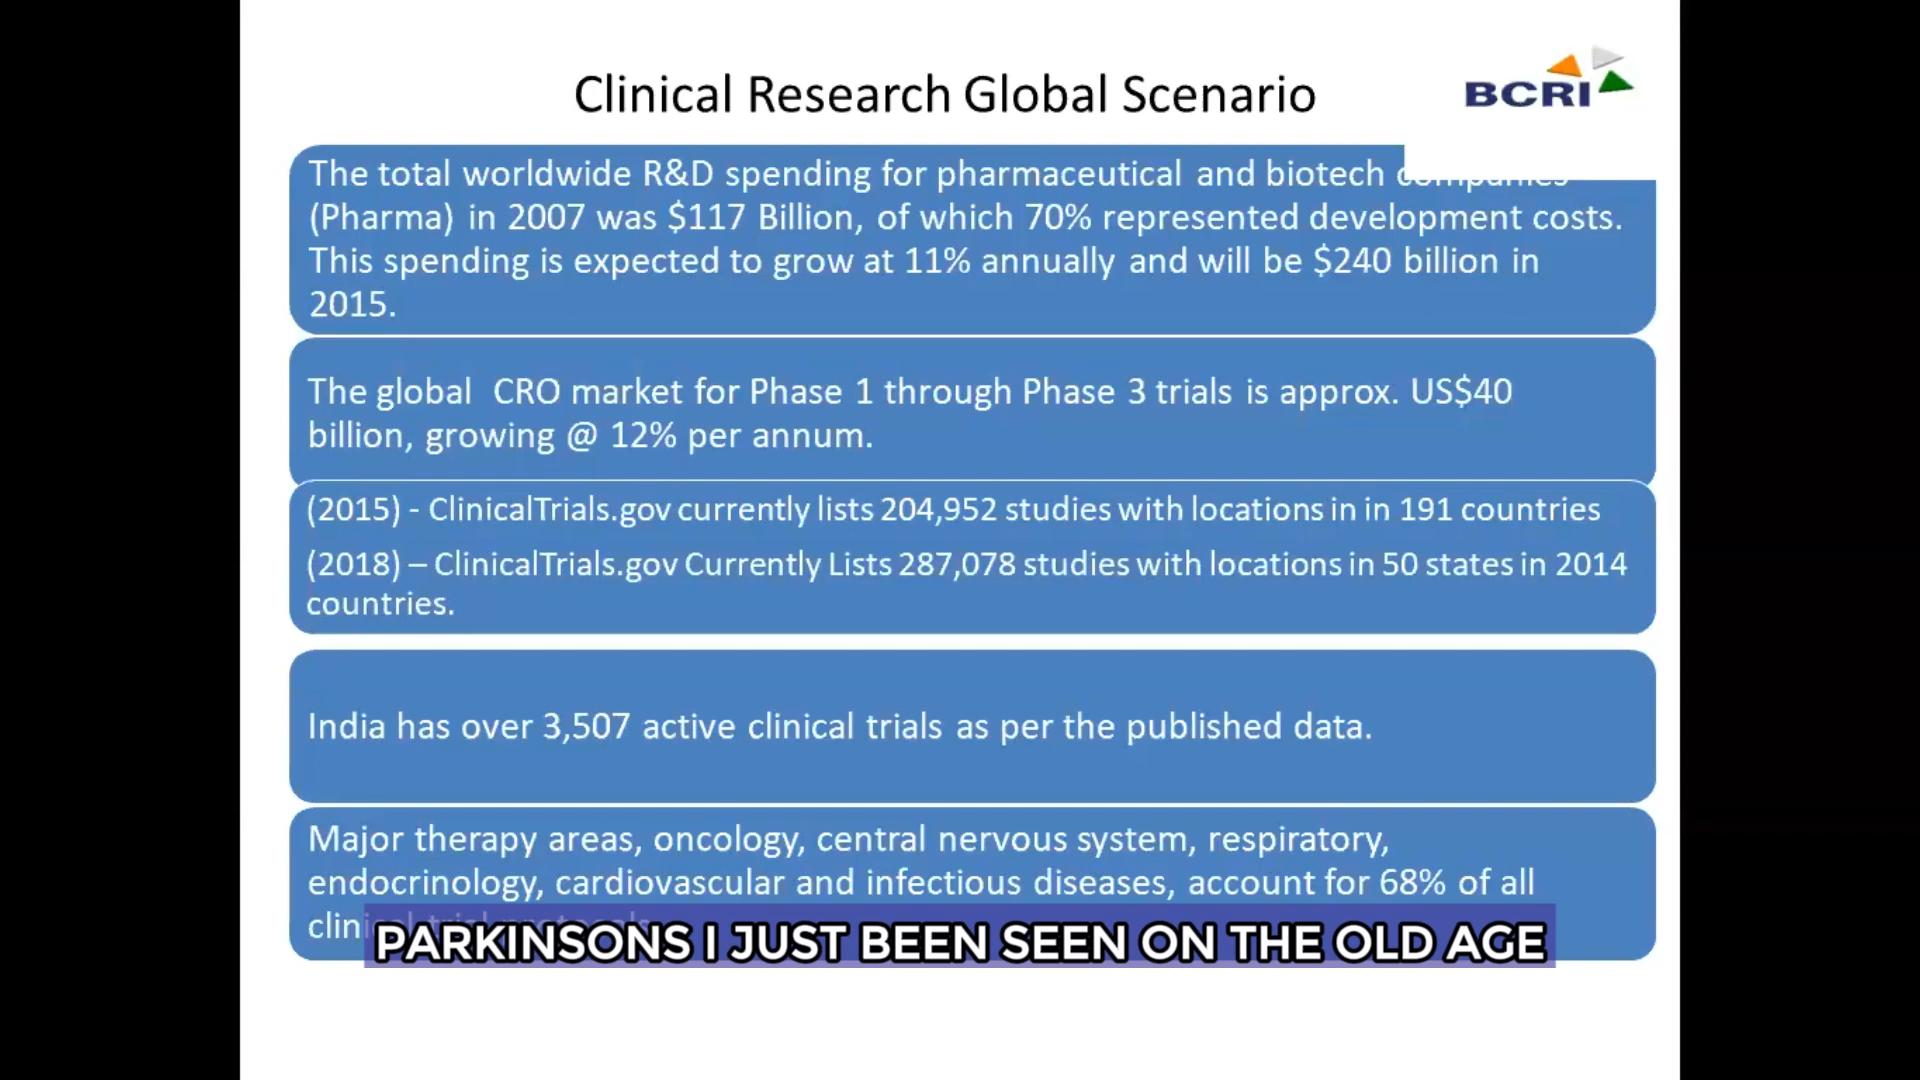 Clinical Research Global Scenario
BCRI
The total worldwide R&D spending for pharmaceutical and biotech companies
(Pharma) in 2007 was $117 Billion, of which 70% represented development costs.
This spending is expected to grow at 11% annually and will be $240 billion in
2015.
The global CRO market for Phase 1 through Phase 3 trials is approx. US$40
billion, growing @ 12% per annum.
(2015) - ClinicalTrials.gov currently lists 204,952 studies with locations in in 191 countries
(2018) – ClinicalTrials.gov Currently Lists 287,078 studies with locations in 50 states in 2014
countries.
India has over 3,507 active clinical trials as per the published data.
Major therapy areas, oncology, central nervous system, respiratory,
endocrinology, cardiovascular and infectious diseases, account for 68% of all
PARKINSONS I JUST BEEN SEEN ON THE OLD AGE